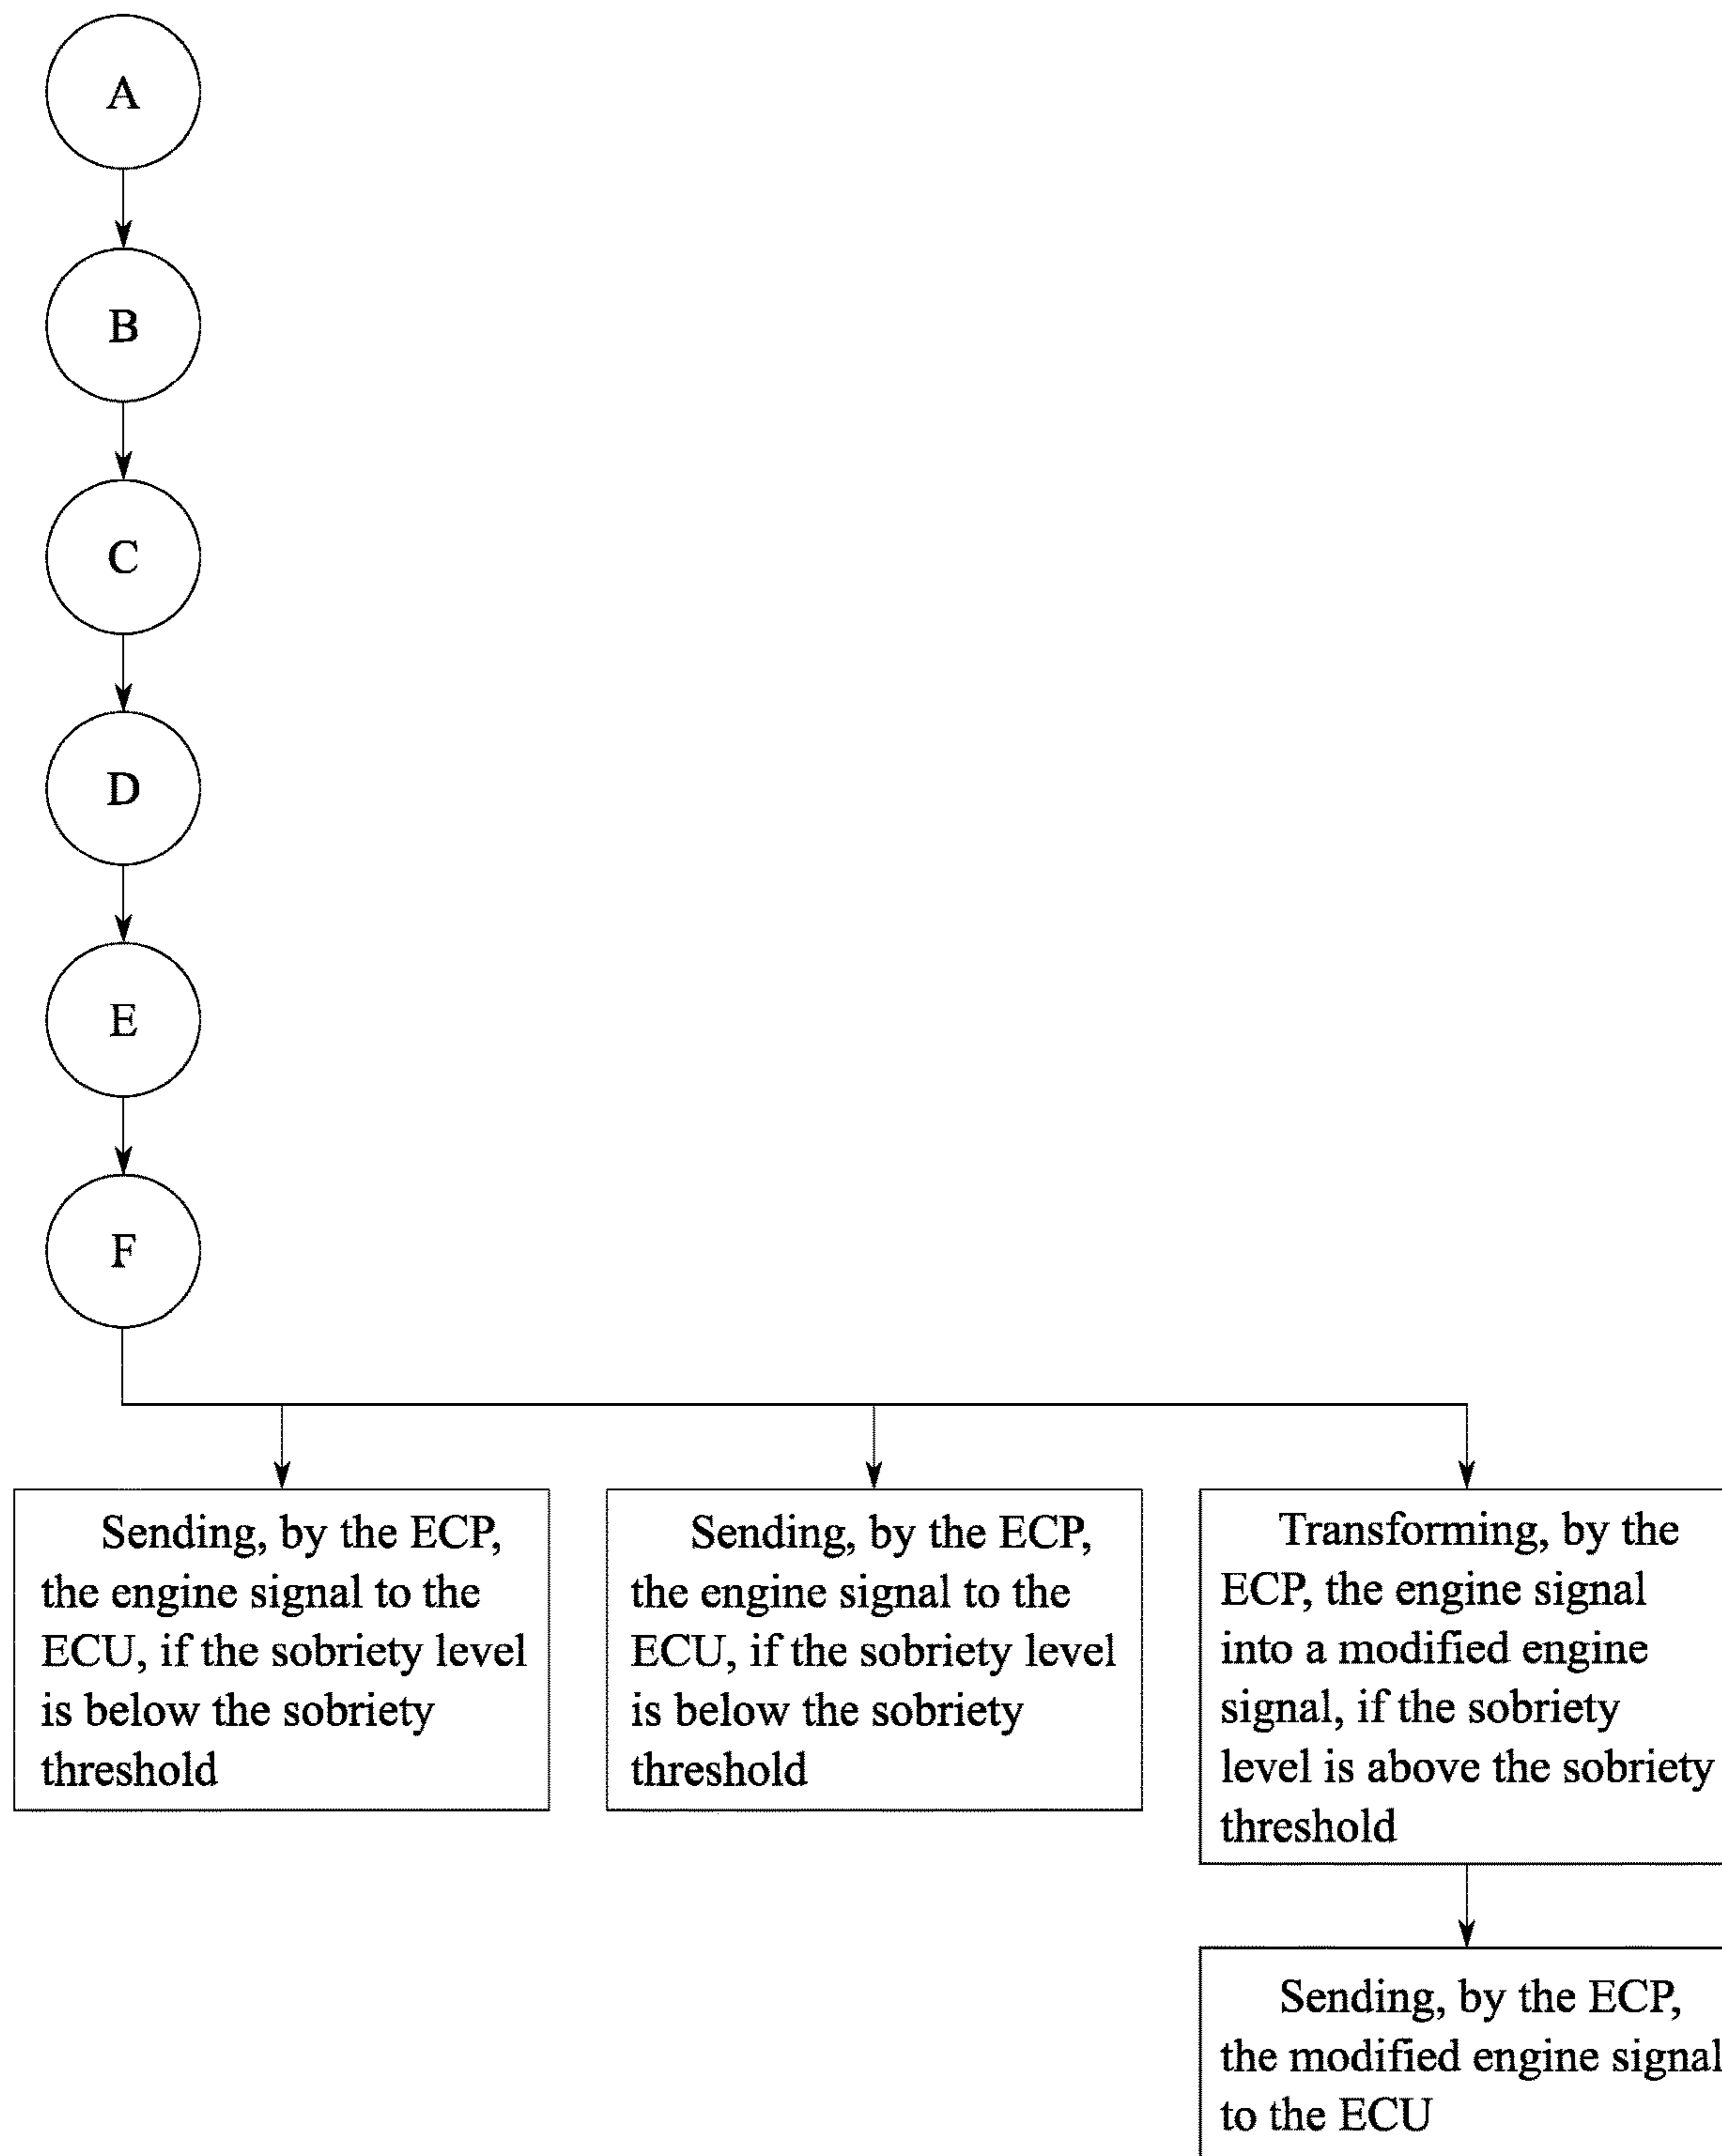 A
B
C
D
E
F
Sending, by the ECP,
the engine signal to the
ECU, if the sobriety level
is below the sobriety
threshold
Sending, by the ECP,
the engine signal to the
ECU, if the sobriety level
is below the sobriety
threshold
Transforming, by the
ECP, the engine signal
into a modified engine
signal, if the sobriety
level is above the sobriety
threshold
Sending, by the ECP,
the modified engine signal
to the ECU